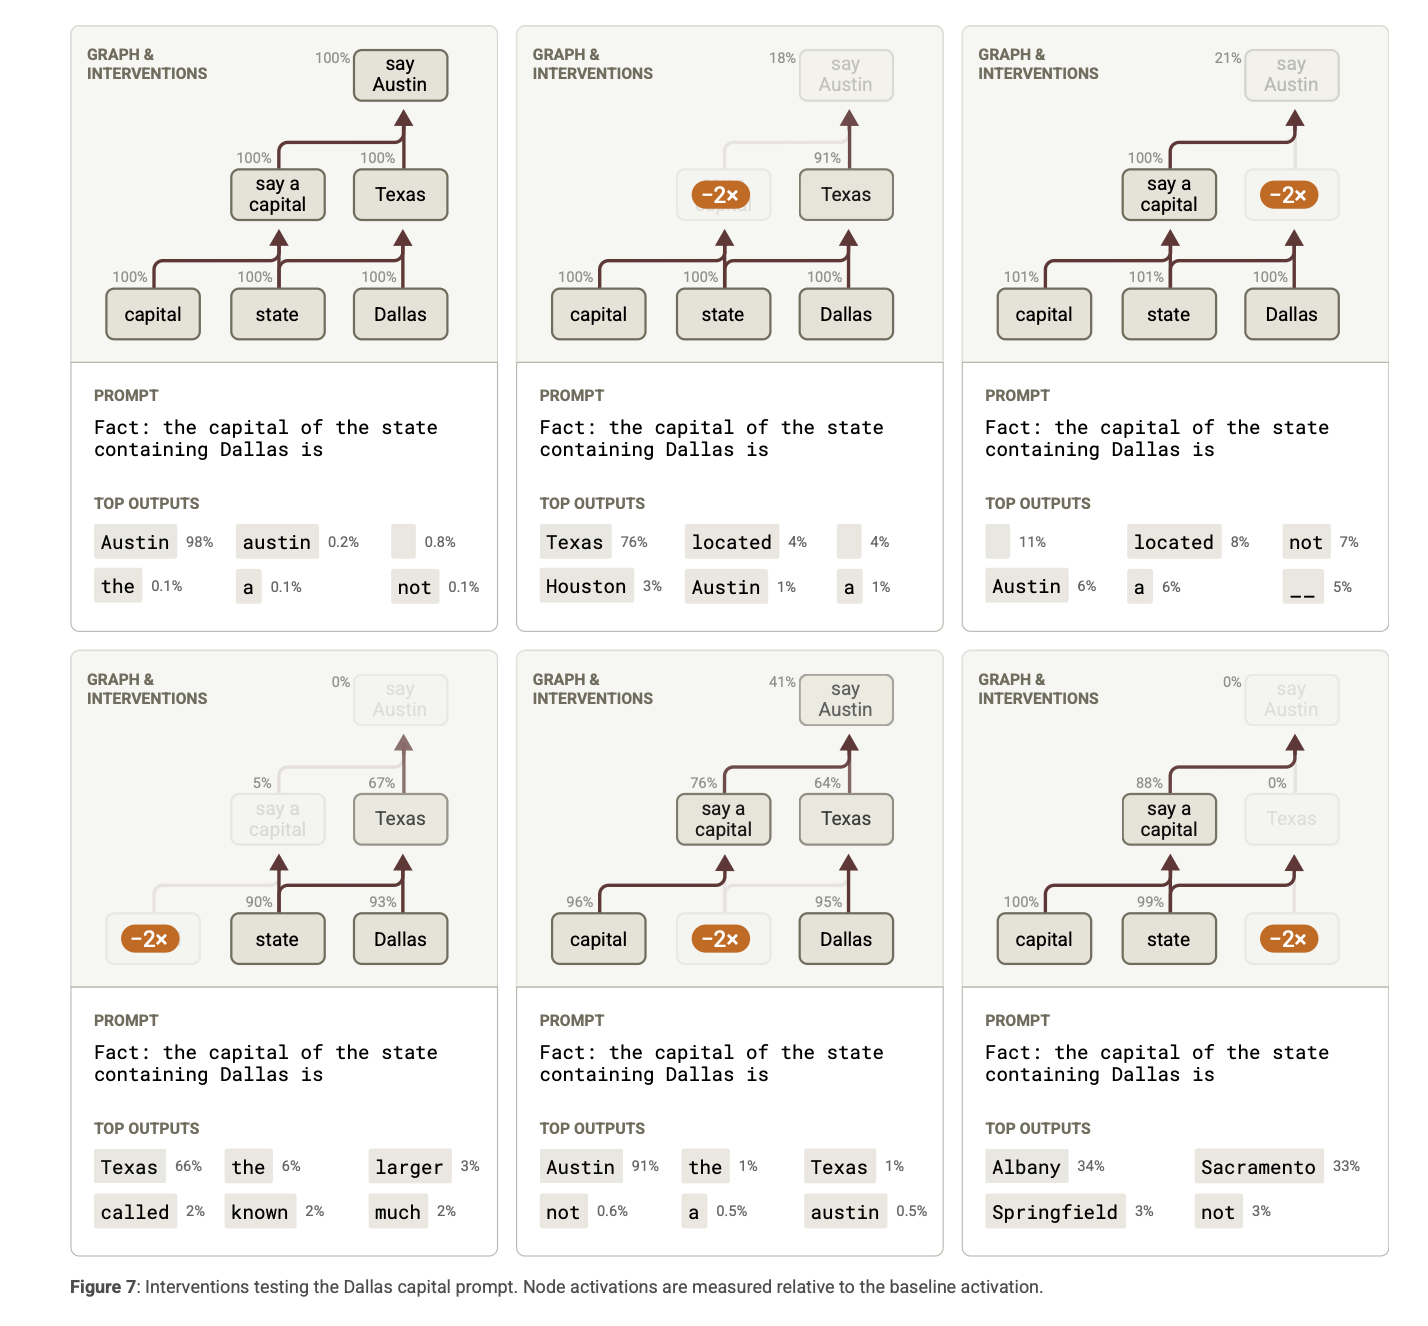 GRAPH &
INTERVENTIONS
100%
say
Austin
100%
100%
say a
capital
Texas
100%
100%
100%
capital
state
Dallas
PROMPT
Fact: the capital of the state
containing Dallas is
TOP OUTPUTS
Austin 98% austin 0.2% 0.8%
the 0.1% a 0.1% not 0.1%
GRAPH &
INTERVENTIONS
18%
say
Austin
91%
−2×
Texas
100%
100%
100%
capital
state
Dallas
PROMPT
Fact: the capital of the state
containing Dallas is
TOP OUTPUTS
Texas 76% located 4% 4%
Houston 3% Austin 1% a 1%
GRAPH &
INTERVENTIONS
21%
say
Austin
100%
say a
capital
−2×
101%
101%
100%
capital
state
Dallas
PROMPT
Fact: the capital of the state
containing Dallas is
TOP OUTPUTS
11% located 8% not 7%
Austin 6% a 6% __ 5%
GRAPH &
INTERVENTIONS
0%
say
Austin
5%
67%
say a
capital
Texas
90%
93%
−2×
state
Dallas
PROMPT
Fact: the capital of the state
containing Dallas is
TOP OUTPUTS
Texas 66% the 6% larger 3%
called 2% known 2% much 2%
GRAPH &
INTERVENTIONS
41%
say
Austin
76%
64%
say a
capital
Texas
96%
95%
capital
−2×
Dallas
PROMPT
Fact: the capital of the state
containing Dallas is
TOP OUTPUTS
Austin 91% the 1% Texas 1%
not 0.6% a 0.5% austin 0.5%
GRAPH &
INTERVENTIONS
0%
say
Austin
88%
0%
say a
capital
Texas
100%
99%
capital
state
−2×
PROMPT
Fact: the capital of the state
containing Dallas is
TOP OUTPUTS
Albany 34% Sacramento 33%
Springfield 3% not 3%
Figure 7: Interventions testing the Dallas capital prompt. Node activations are measured relative to the baseline activation.